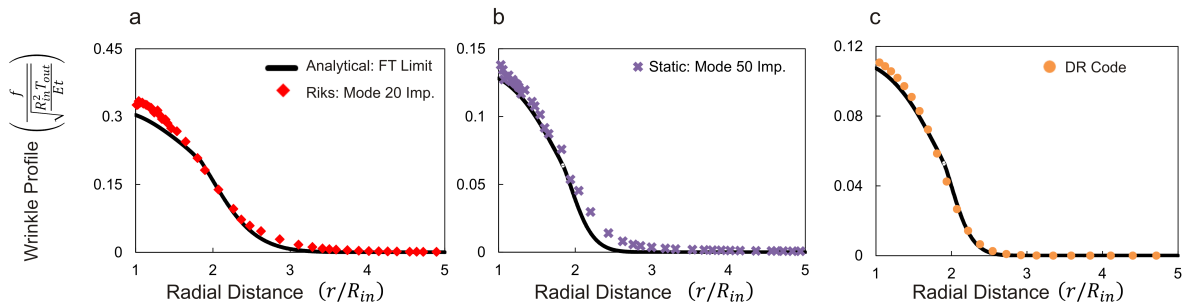 a
b
c
Wrinkle Profile (f / √(R_in^2 T_out / Et))
0.45
0.3
0.15
0
1 2 3 4 5
Analytical: FT Limit
Riks: Mode 20 Imp.
Radial Distance (r/R_in)
0.15
0.1
0.05
0
1 2 3 4 5
Static: Mode 50 Imp.
Radial Distance (r/R_in)
0.12
0.08
0.04
0
1 2 3 4 5
DR Code
Radial Distance (r/R_in)